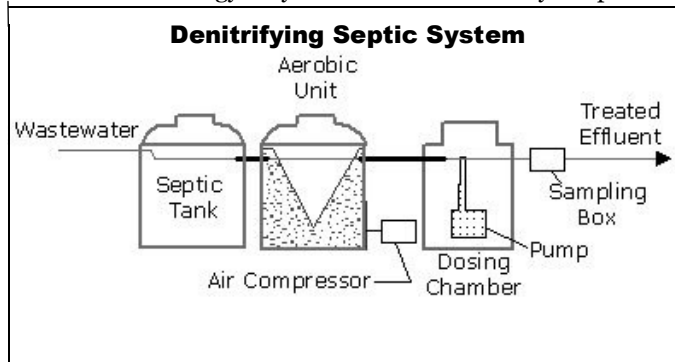 Denitrifying Septic System
Aerobic
Unit
Wastewater
Septic
Tank
Air Compressor
Dosing
Chamber
Pump
Treated
Effluent
Sampling
Box